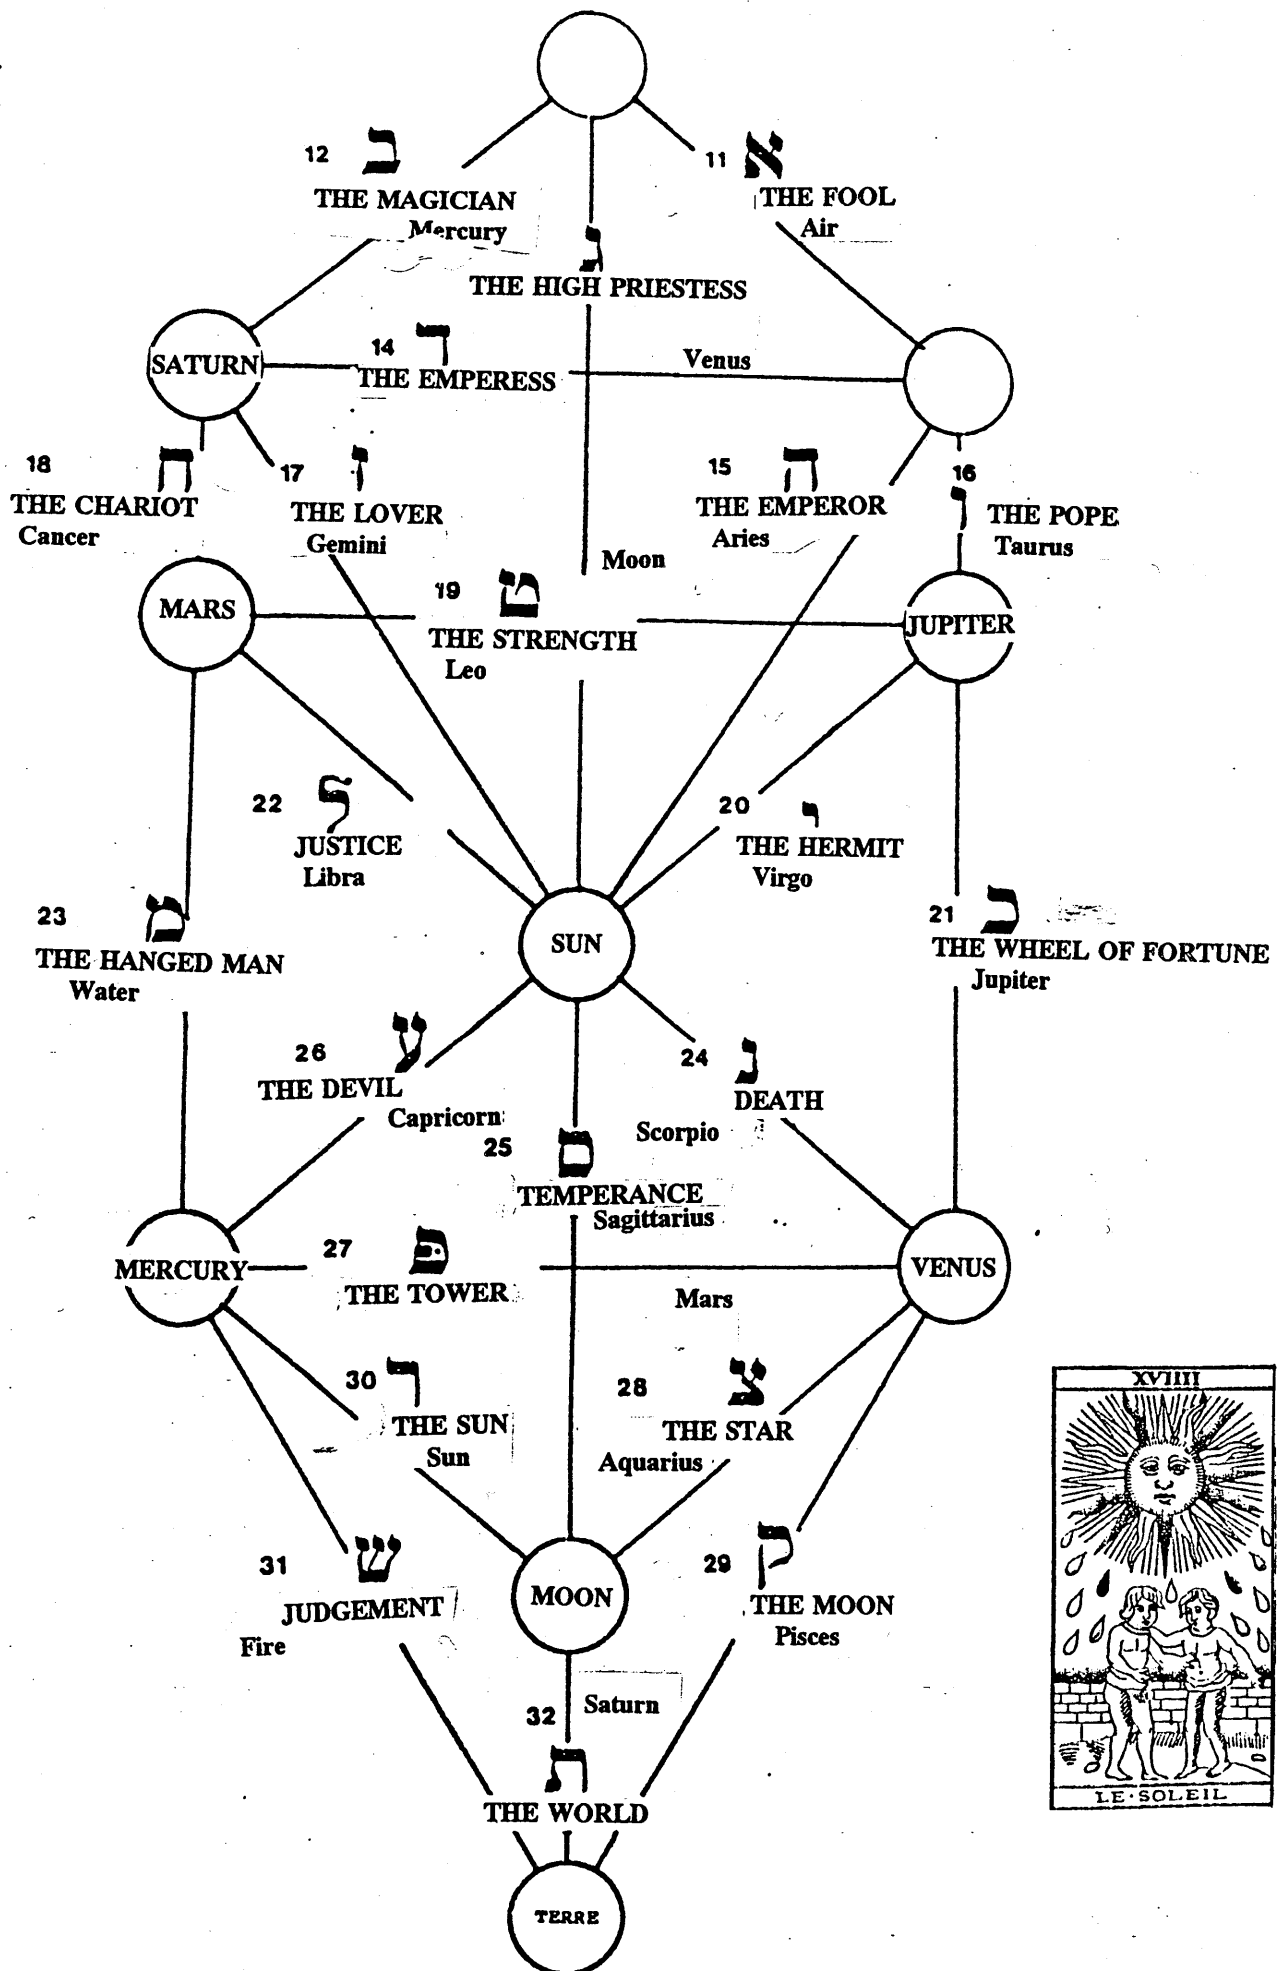 12 בּ
11 א
THE MAGICIAN
THE FOOL
Mercury
Air
ג
THE HIGH PRIESTESS
14 ד
Venus
SATURN
THE EMPERESS
18 ח
17 ז
15 ה
16
ו
THE CHARIOT
THE LOVER
THE EMPEROR
THE POPE
Cancer
Gemini
Aries
Taurus
Moon
19 ט
MARS
THE STRENGTH
JUPITER
Leo
22 ל
20 י
JUSTICE
THE HERMIT
Libra
Virgo
23 מ
21 כ
SUN
THE HANGED MAN
THE WHEEL OF FORTUNE
Water
Jupiter
26 ע
24 נ
THE DEVIL
DEATH
Capricorn
Scorpio
25 ס
TEMPERANCE
Sagittarius
27 פּ
MERCURY
VENUS
THE TOWER
Mars
30 ר
28 צ
XVIIII
THE SUN
THE STAR
Sun
Aquarius
31 ש
29 ק
MOON
JUDGEMENT
THE MOON
Fire
Pisces
Saturn
32
ת
THE WORLD
LE·SOLEIL
TERRE